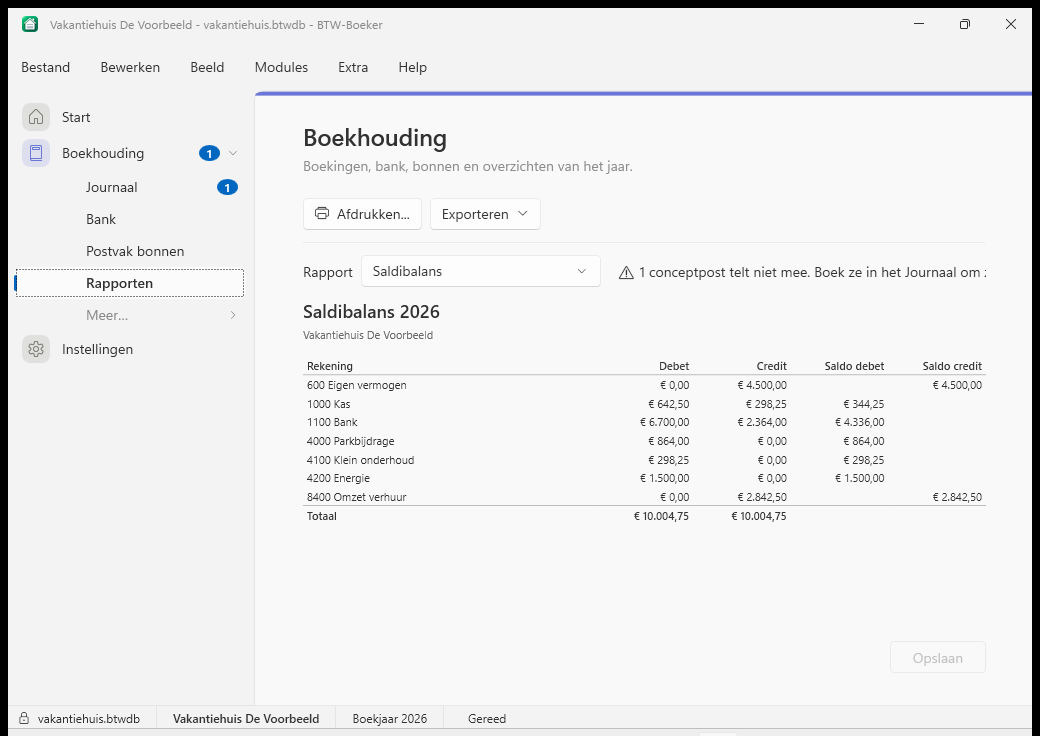 Vakantiehuis De Voorbeeld - vakantiehuis.btwdb - BTW-Boeker
Bestand Bewerken Beeld Modules Extra Help
Start
Boekhouding 1
Journaal 1
Bank
Postvak bonnen
Rapporten
Meer...
Instellingen
Boekhouding
Boekingen, bank, bonnen en overzichten van het jaar.
Afdrukken... Exporteren
Rapport Saldibalans 1 conceptpost telt niet mee. Boek ze in het Journaal om
Saldibalans 2026
Vakantiehuis De Voorbeeld
Rekening Debet Credit Saldo debet Saldo credit
600 Eigen vermogen € 0,00 € 4.500,00 € 4.500,00
1000 Kas € 642,50 € 298,25 € 344,25
1100 Bank € 6.700,00 € 2.364,00 € 4.336,00
4000 Parkbijdrage € 864,00 € 0,00 € 864,00
4100 Klein onderhoud € 298,25 € 0,00 € 298,25
4200 Energie € 1.500,00 € 0,00 € 1.500,00
8400 Omzet verhuur € 0,00 € 2.842,50 € 2.842,50
Totaal € 10.004,75 € 10.004,75
Opslaan
vakantiehuis.btwdb Vakantiehuis De Voorbeeld Boekjaar 2026 Gereed